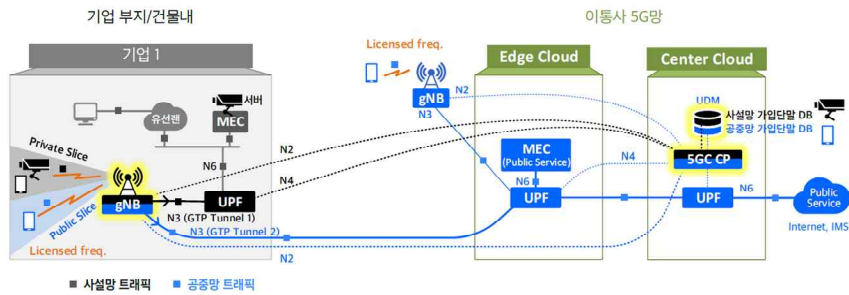 기업 부지/건물내
이통사 5G망
기업 1
Edge Cloud
Center Cloud
Licensed freq.
gNB
N2
N3
서버
MEC
유선랜
N6
UDM
사설망 가입단말 DB
공중망 가입단말 DB
5GC CP
MEC
(Public Service)
N6
N4
UPF
UPF
N6
Public
Service
Internet, IMS
Private Slice
Public Slice
Licensed freq.
gNB
UPF
N2
N4
N3 (GTP Tunnel 1)
N3 (GTP Tunnel 2)
N2
사설망 트래픽
공중망 트래픽